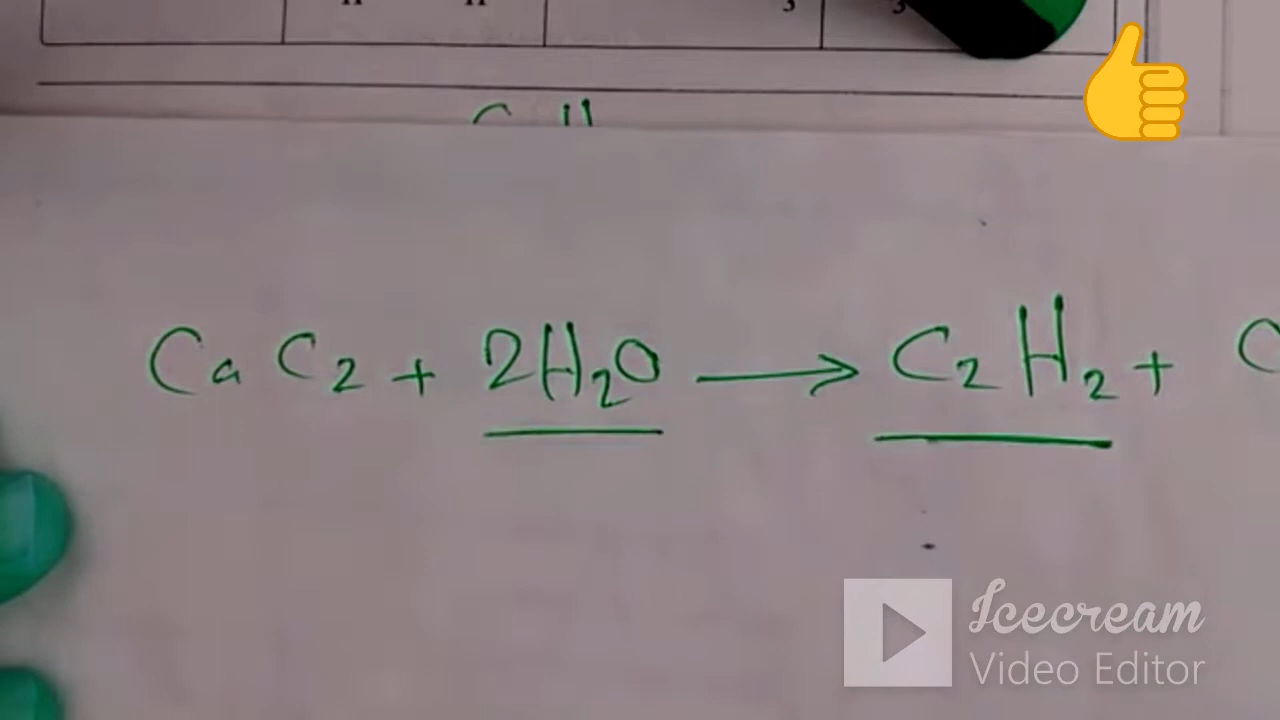 CaC2 + 2H2O → C2H2 + C
Icecream
Video Editor